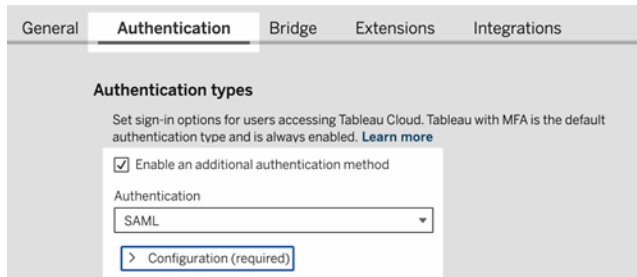 General Authentication Bridge Extensions Integrations
Authentication types
Set sign-in options for users accessing Tableau Cloud. Tableau with MFA is the default
authentication type and is always enabled. Learn more
Enable an additional authentication method
Authentication
SAML
Configuration (required)